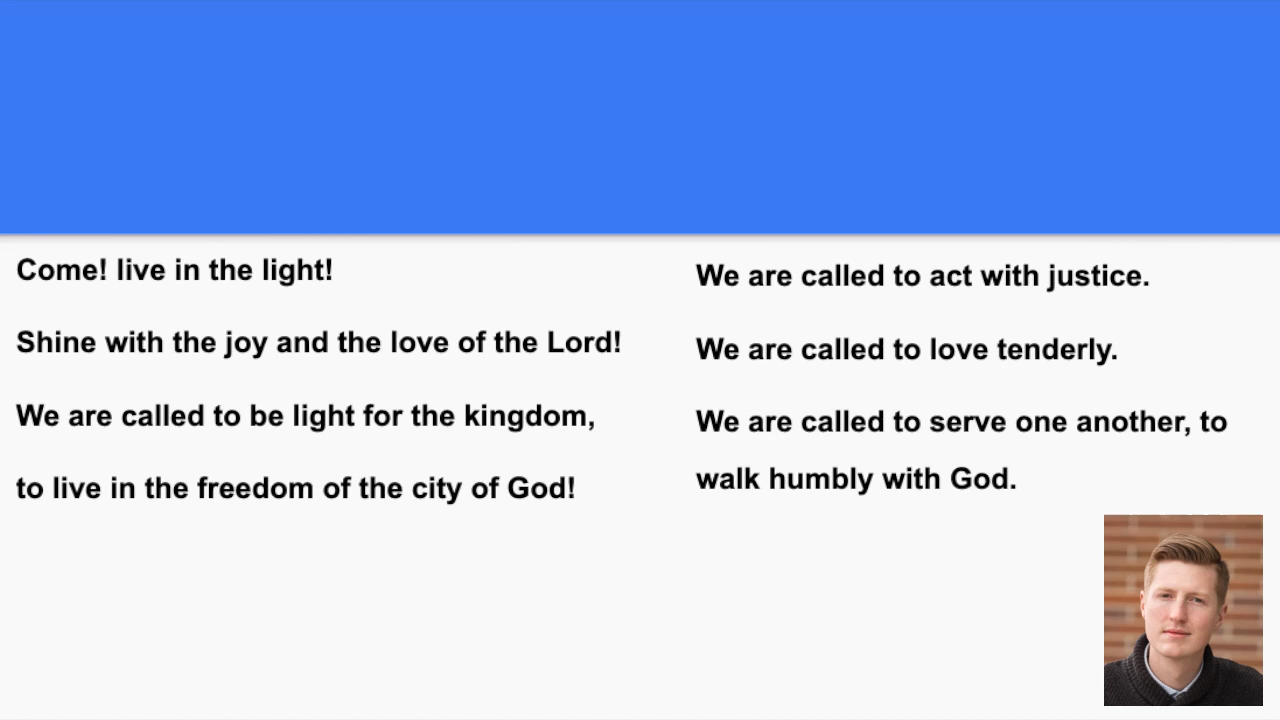 Come! live in the light!
Shine with the joy and the love of the Lord!
We are called to be light for the kingdom,
to live in the freedom of the city of God!
We are called to act with justice.
We are called to love tenderly.
We are called to serve one another, to
walk humbly with God.